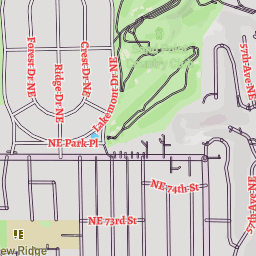 Forest Dr NE
Ridge Dr NE
Crest Dr NE
Lakemont Dr NE
57th Ave NE
NE Park Pl
NE 74th St
NE 73rd St
57th Ave NE
ew Ridge